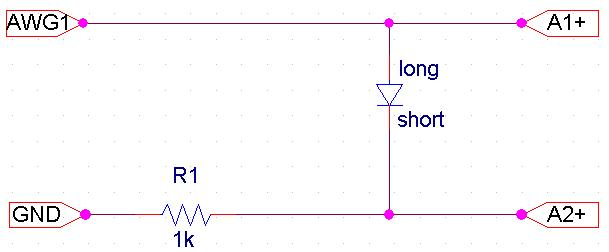 AWG1
A1+
long
short
R1
GND
A2+
1k